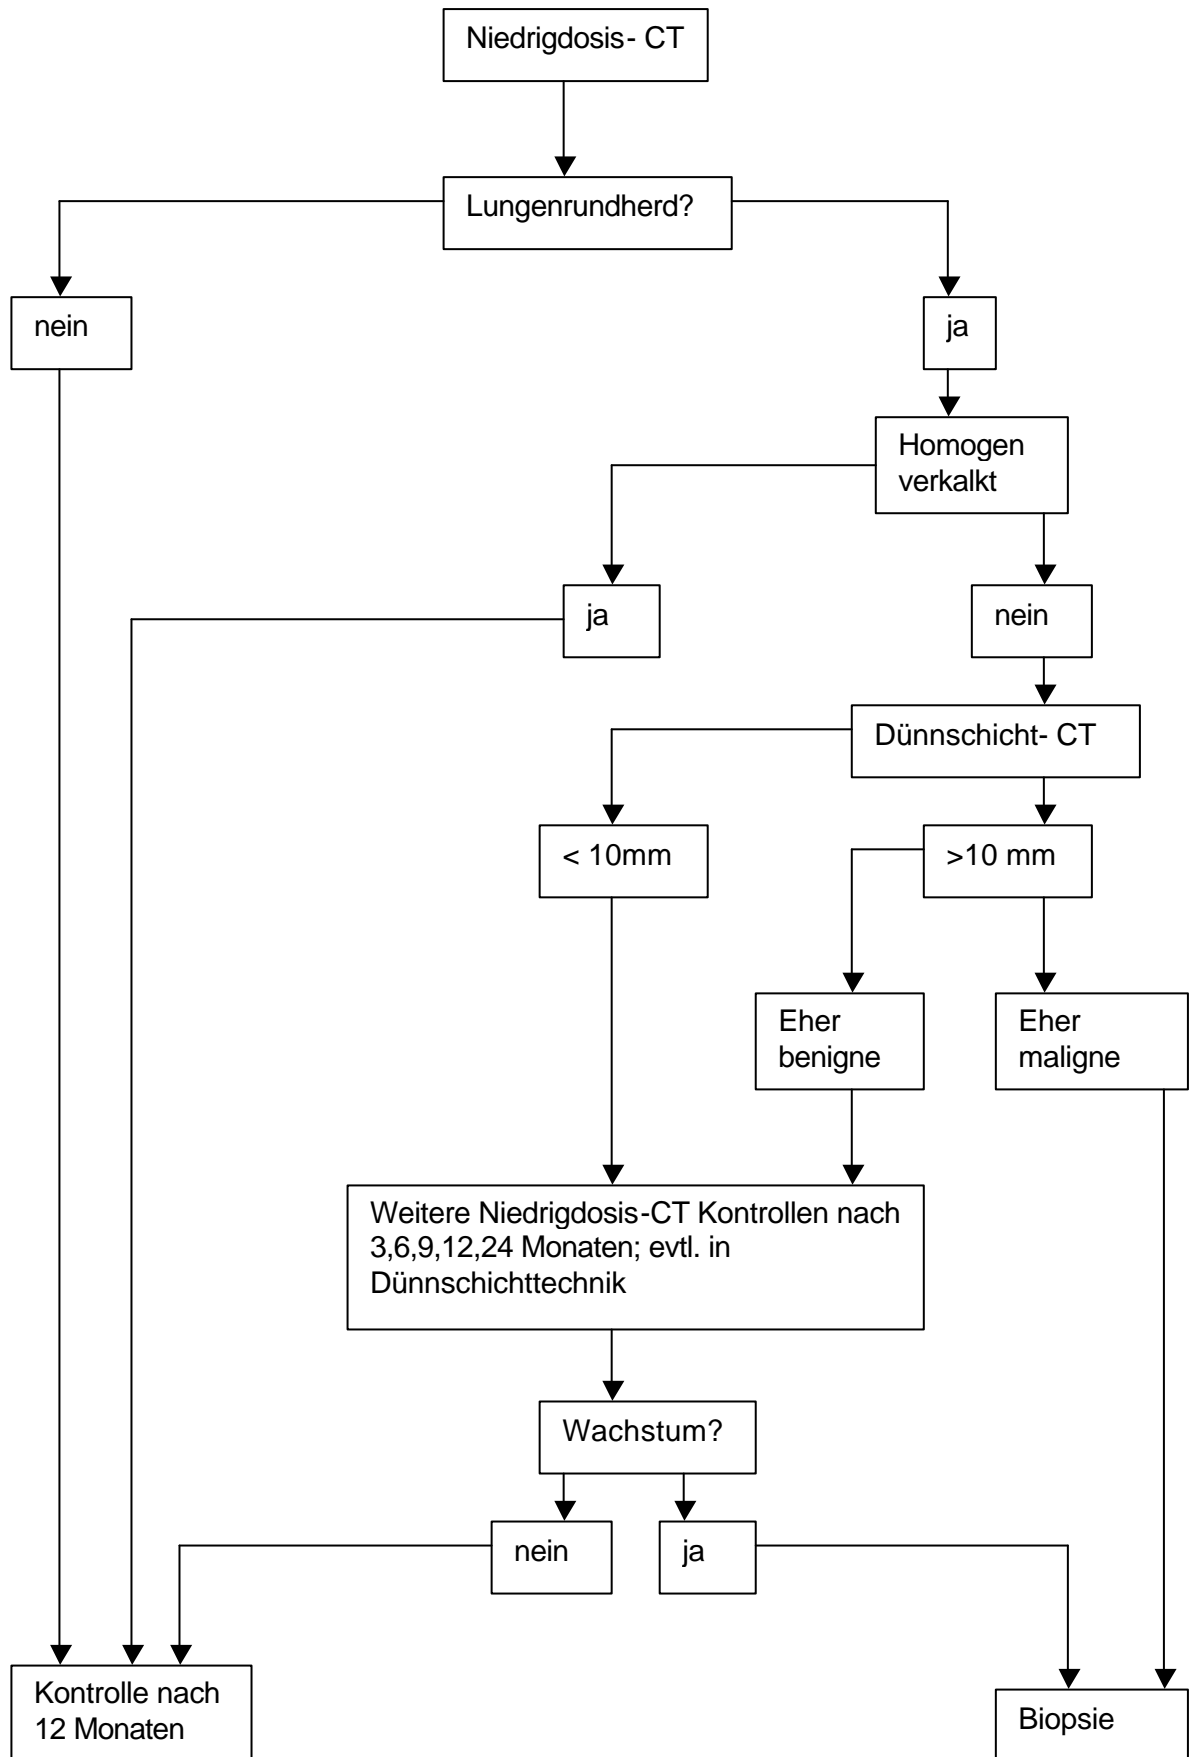 Niedrigdosis- CT
Lungenrundherd?
nein
ja
Homogen
verkalkt
ja
nein
Dünnschicht- CT
< 10mm
>10 mm
Eher
benigne
Eher
maligne
Weitere Niedrigdosis-CT Kontrollen nach
3,6,9,12,24 Monaten; evtl. in
Dünnschichttechnik
Wachstum?
nein
ja
Kontrolle nach
12 Monaten
Biopsie